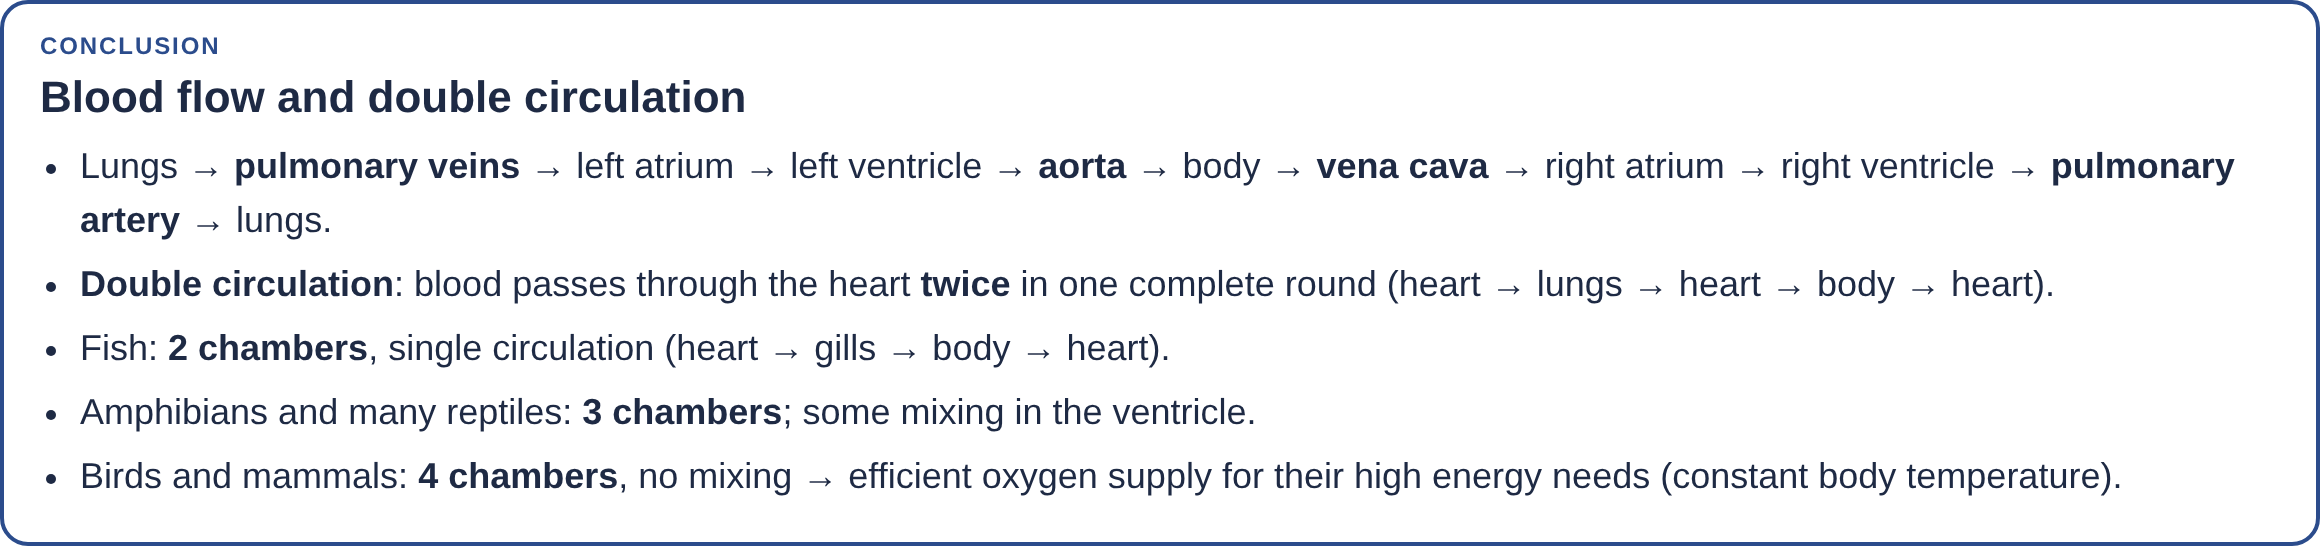 CONCLUSION
Blood flow and double circulation
• Lungs → pulmonary veins → left atrium → left ventricle → aorta → body → vena cava → right atrium → right ventricle → pulmonary
artery → lungs.
• Double circulation: blood passes through the heart twice in one complete round (heart → lungs → heart → body → heart).
• Fish: 2 chambers, single circulation (heart → gills → body → heart).
• Amphibians and many reptiles: 3 chambers; some mixing in the ventricle.
• Birds and mammals: 4 chambers, no mixing → efficient oxygen supply for their high energy needs (constant body temperature).